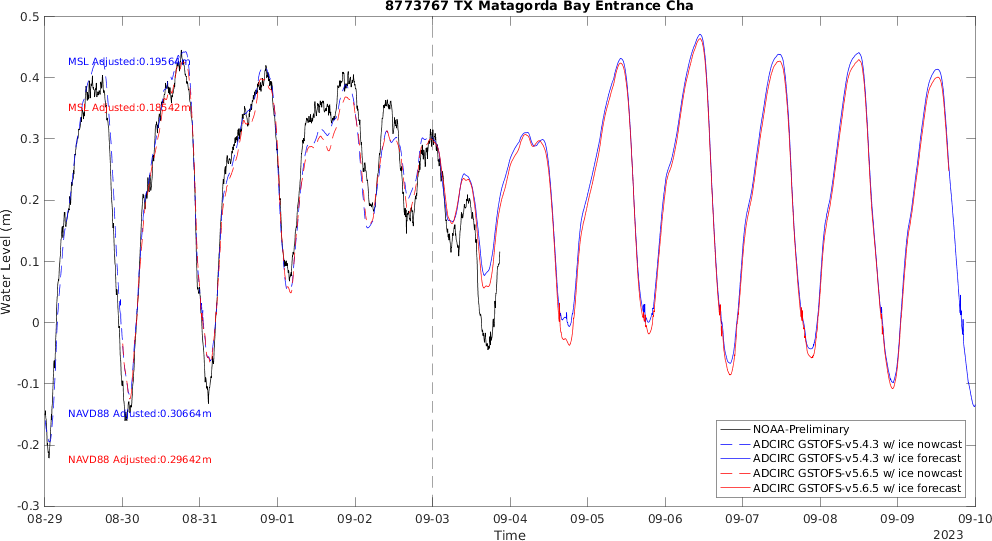 8773767 TX Matagorda Bay Entrance Cha
0.5
0.4
0.3
0.2
0.1
0
-0.1
-0.2
-0.3
Water Level (m)
MSL Adjusted:0.19564m
MSL Adjusted:0.18542m
NAVD88 Adjusted:0.30664m
NAVD88 Adjusted:0.29642m
NOAA-Preliminary
ADCIRC GSTOFS-v5.4.3 w/ ice nowcast
ADCIRC GSTOFS-v5.4.3 w/ ice forecast
ADCIRC GSTOFS-v5.6.5 w/ ice nowcast
ADCIRC GSTOFS-v5.6.5 w/ ice forecast
08-29 08-30 08-31 09-01 09-02 09-03 09-04 09-05 09-06 09-07 09-08 09-09 09-10
Time
2023